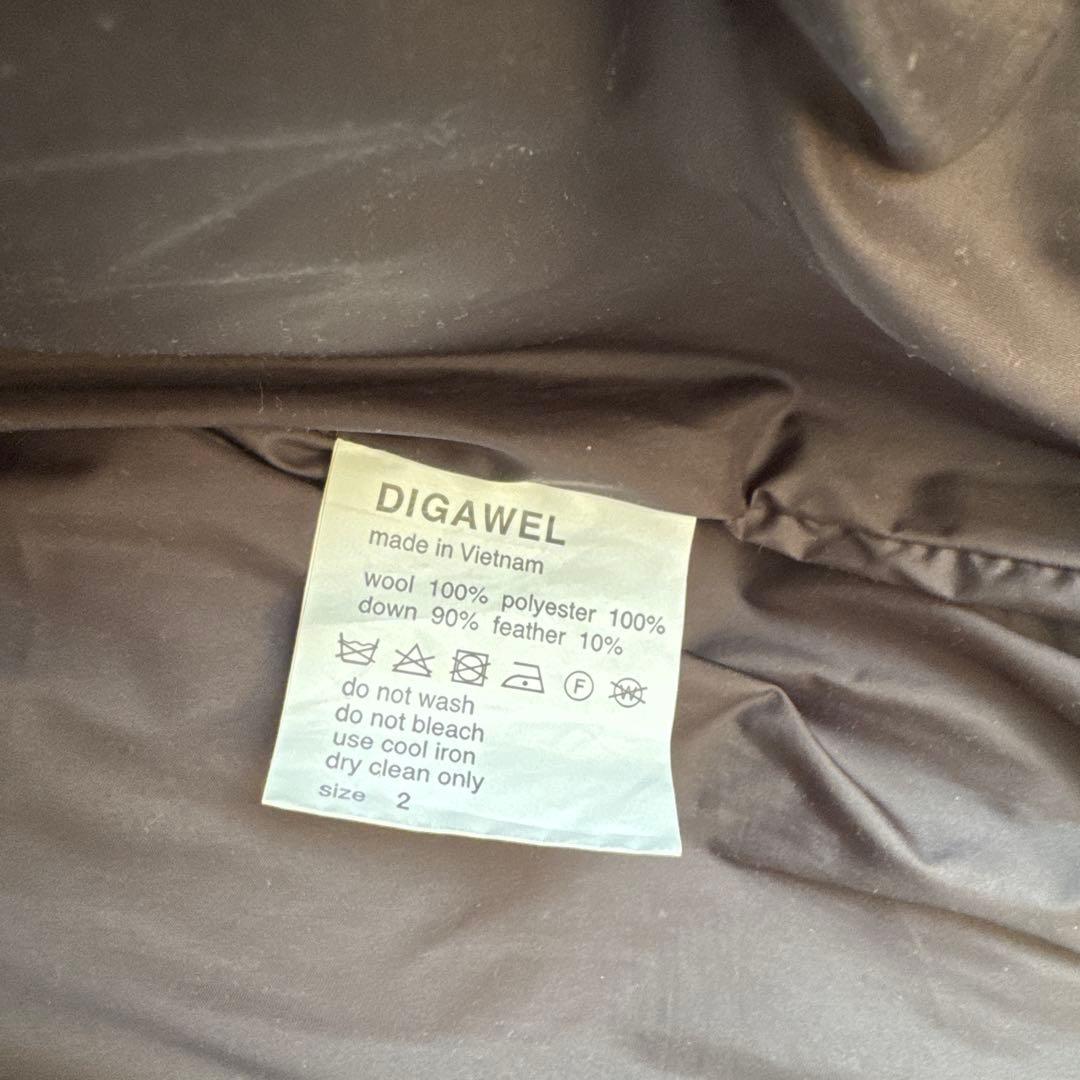 DIGAWEL
made in Vietnam
wool 100% polyester 100%
down 90% feather 10%
F W
do not wash
do not bleach
use cool iron
dry clean only
size 2